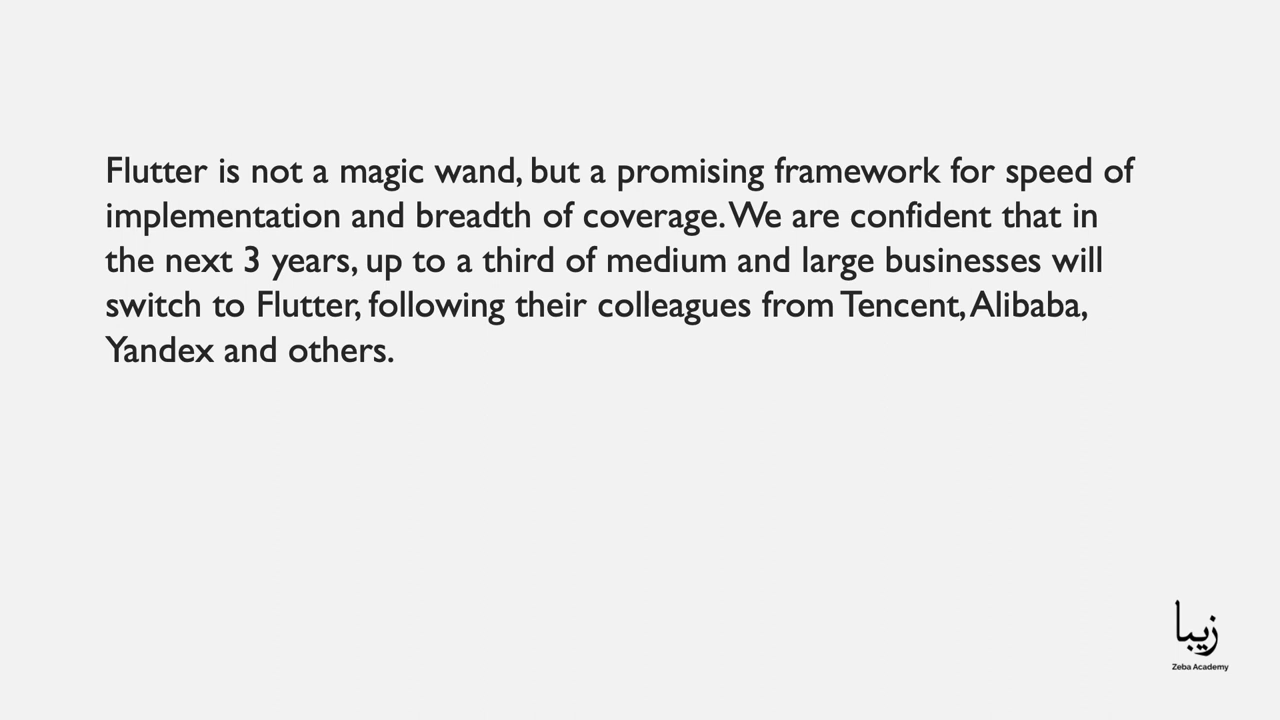 Flutter is not a magic wand, but a promising framework for speed of
implementation and breadth of coverage. We are confident that in
the next 3 years, up to a third of medium and large businesses will
switch to Flutter, following their colleagues from Tencent, Alibaba,
Yandex and others.
زیبا
Zeba Academy